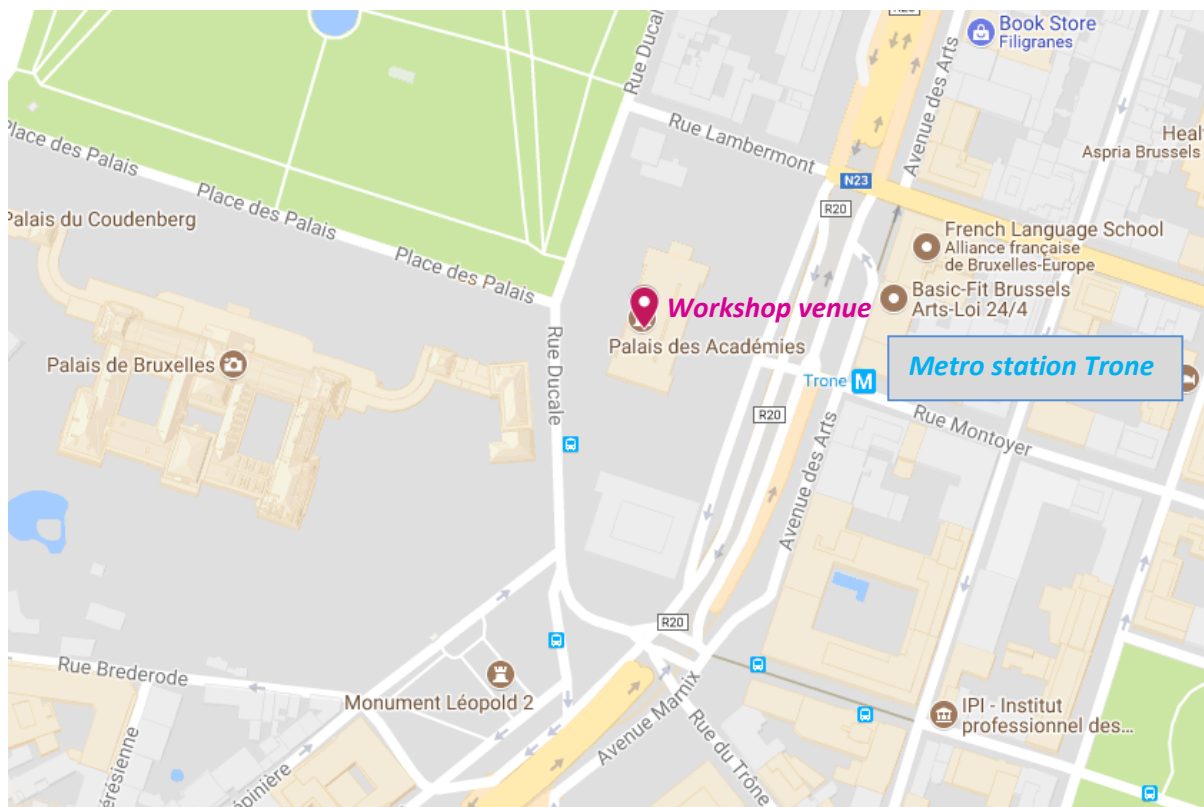 N23
Book Store
Filigranes
Rue Ducal
Avenue des Arts
Rue Lambermont
Heal
Aspria Brussels
Place des Palais
Place des Palais
Place des Palais
N23
R20
Palais du Coudenberg
French Language School
Alliance française
de Bruxelles-Europe
Basic-Fit Brussels
Arts-Loi 24/4
Workshop venue
Palais des Académies
Palais de Bruxelles
Rue Ducale
Metro station Trone
Trone M
R20
Rue Montoyer
Avenue des Arts
R20
Rue Brederode
Monument Léopold 2
Avenue Marnix
Rue du Trône
IPI - Institut
professionnel des...
érésienne
épinière